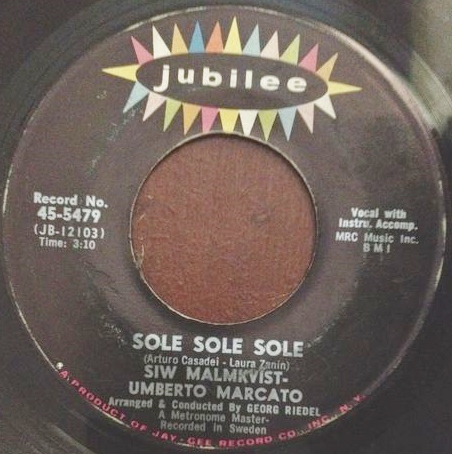 jubilee
Record No.
45-5479
(JB-12103)
Time: 3:10
Vocal with
Instru. Accomp.
MRC Music Inc.
BMI
SOLE SOLE SOLE
(Arturo Casadei - Laura Zanin)
SIW MALMKVIST-
UMBERTO MARCATO
Arranged & Conducted By GEORG RIEDEL
A Metronome Master-
Recorded in Sweden
A PRODUCT OF JAY-GEE RECORD CO., INC., N.Y.